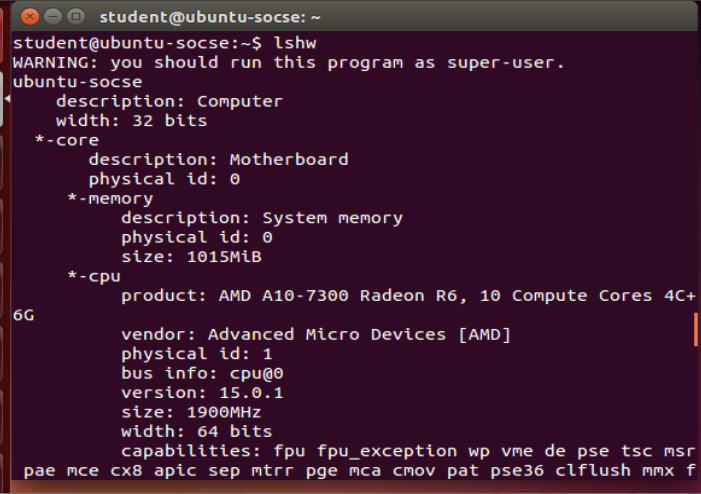 student@ubuntu-socse: ~
student@ubuntu-socse:~$ lshw
WARNING: you should run this program as super-user.
ubuntu-socse
description: Computer
width: 32 bits
*-core
description: Motherboard
physical id: 0
*-memory
description: System memory
physical id: 0
size: 1015MiB
*-cpu
product: AMD A10-7300 Radeon R6, 10 Compute Cores 4C+
6G
vendor: Advanced Micro Devices [AMD]
physical id: 1
bus info: cpu@0
version: 15.0.1
size: 1900MHz
width: 64 bits
capabilities: fpu fpu_exception wp vme de pse tsc msr
pae mce cx8 apic sep mtrr pge mca cmov pat pse36 clflush mmx f